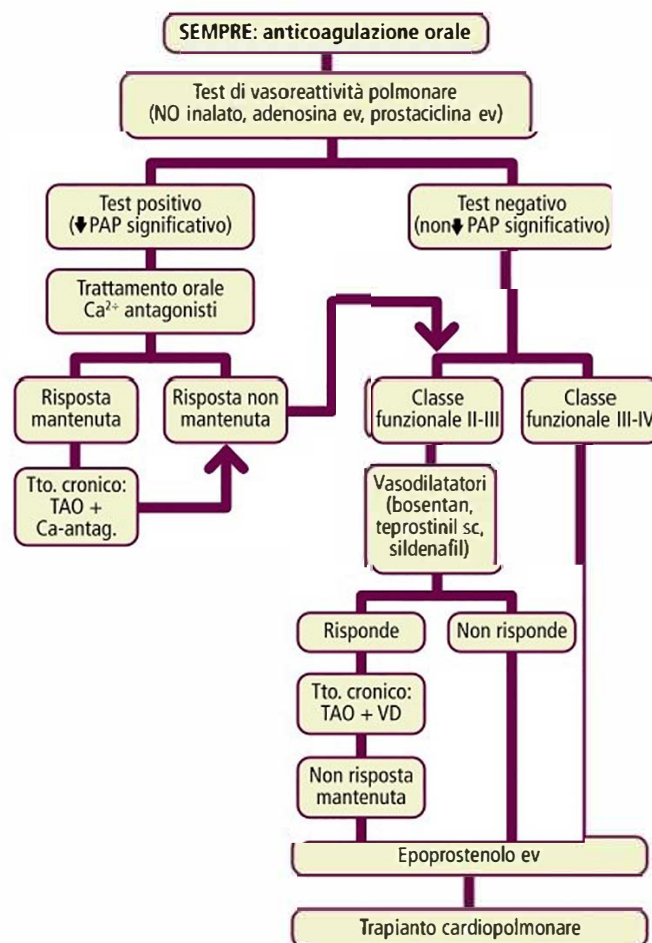 SEMPRE: anticoagulazione orale
Test di vasoreattività polmonare
(NO inalato, adenosina ev, prostaciclina ev)
Test positivo
(⬇PAP significativo)
Test negativo
(non⬇PAP significativo)
Trattamento orale
Ca²⁺ antagonisti
Risposta
mantenuta
Risposta non
mantenuta
Classe
funzionale II-III
Classe
funzionale III-IV
Tto. cronico:
TAO +
Ca-antag.
Vasodilatatori
(bosentan,
teprostinil sc,
sildenafil)
Risponde
Non risponde
Tto. cronico:
TAO + VD
Non risposta
mantenuta
Epoprostenolo ev
Trapianto cardiopolmonare